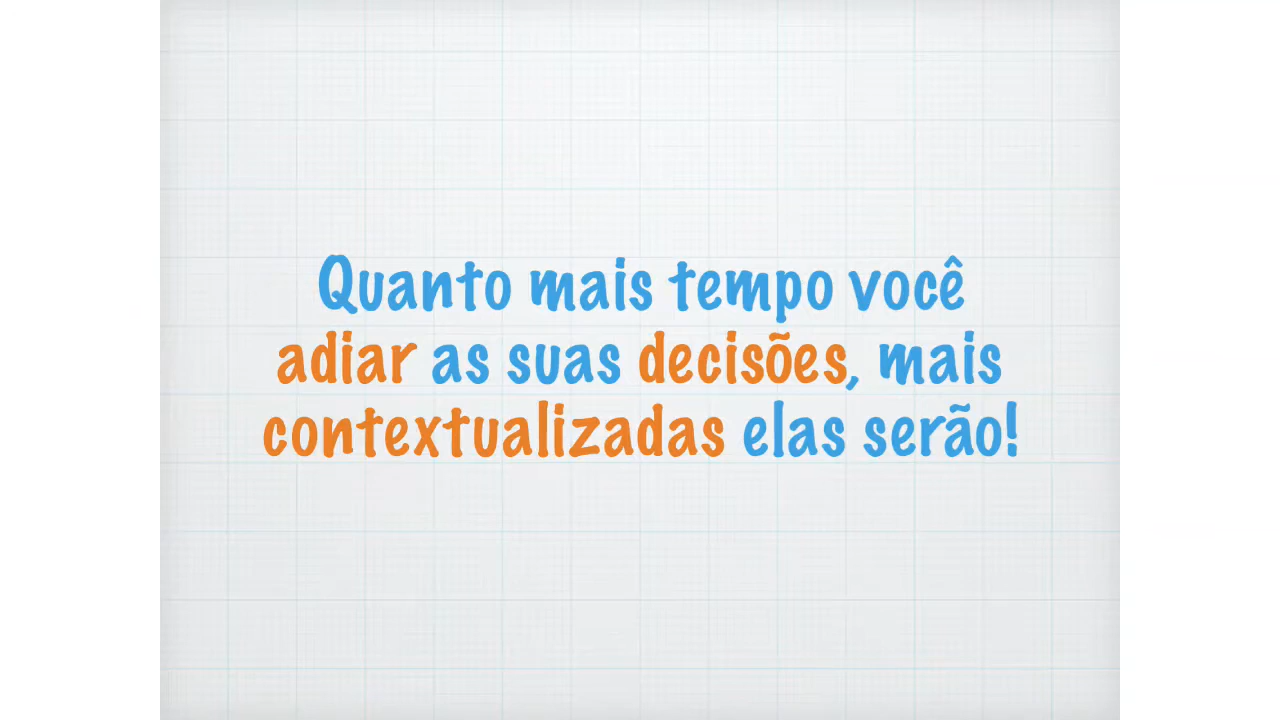 Quanto mais tempo você
adiar as suas decisões, mais
contextualizadas elas serão!